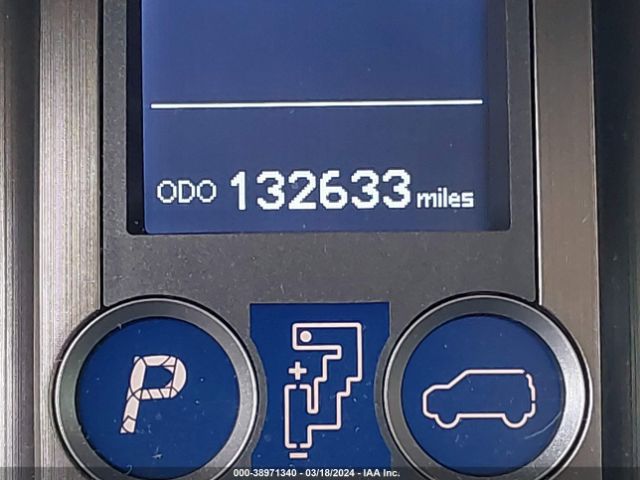 ODO 132633 miles
P
+
−
000-38971340 - 03/18/2024 - IAA Inc.